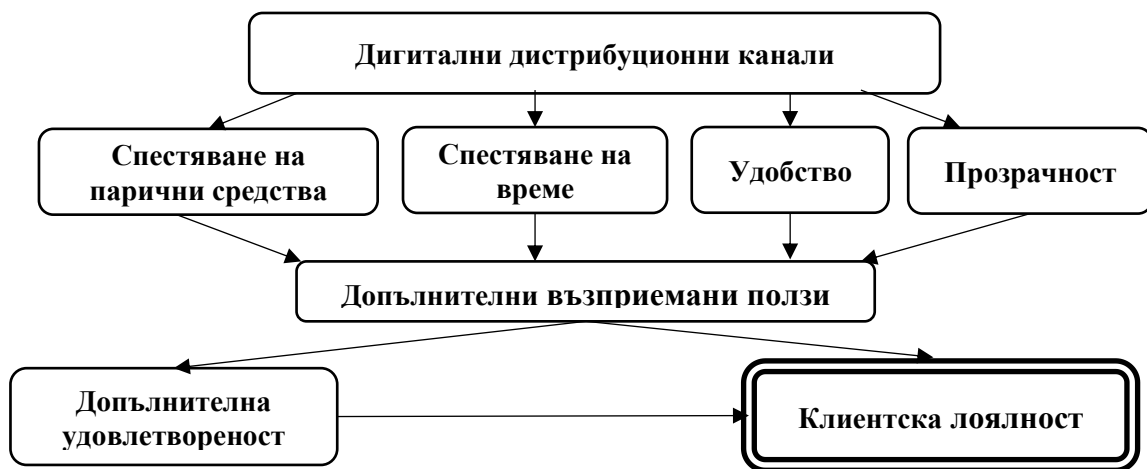 Дигитални дистрибуционни канали
Спестяване на
парични средства
Спестяване на
време
Удобство
Прозрачност
Допълнителни възприемани ползи
Допълнителна
удовлетвореност
Клиентска лоялност